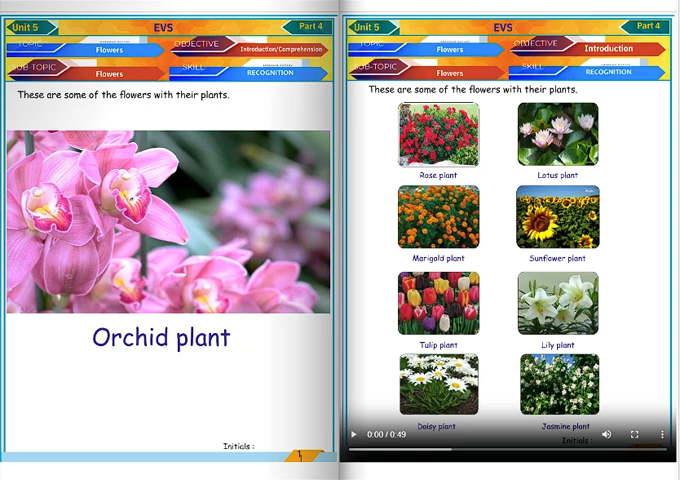 Unit 5
EVS
Part 4
TOPIC
Flowers
OBJECTIVE
Introduction/Comprehension
SUB-TOPIC
Flowers
SKILL
RECOGNITION
These are some of the flowers with their plants.
Orchid plant
Initials :
Unit 5
EVS
Part 4
TOPIC
Flowers
OBJECTIVE
Introduction
SUB-TOPIC
Flowers
SKILL
RECOGNITION
These are some of the flowers with their plants.
Rose plant
Lotus plant
Marigold plant
Sunflower plant
Tulip plant
Lily plant
Daisy plant
Jasmine plant
0:00 / 0:49
Initials :